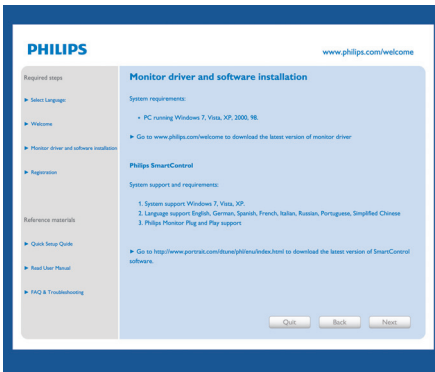 PHILIPS
www.philips.com/welcome
Required steps
Select Language
Welcome
Monitor driver and software installation
Registration
Reference materials
Quick Setup Quide
Read User Manual
FAQ & Troubleshooting
Monitor driver and software installation
System requirements:
• PC running Windows 7, Vista, XP, 2000, 98.
Go to www.philips.com/welcome to download the latest version of monitor driver
Philips SmartControl
System support and requirements:
1. System support Windows 7, Vista, XP.
2. Language support English, German, Spanish, French, Italian, Russian, Portuguese, Simplified Chinese
3. Philips Monitor Plug and Play support
Go to http://www.portrait.com/dtune/phl/enu/index.html to download the latest version of SmartControl
software.
Quit
Back
Next